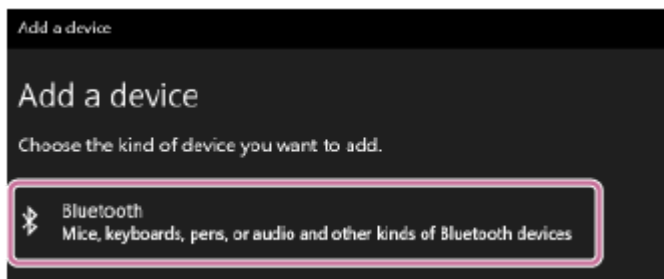 Add a device
Add a device
Choose the kind of device you want to add.
Bluetooth
Mice, keyboards, pens, or audio and other kinds of Bluetooth devices